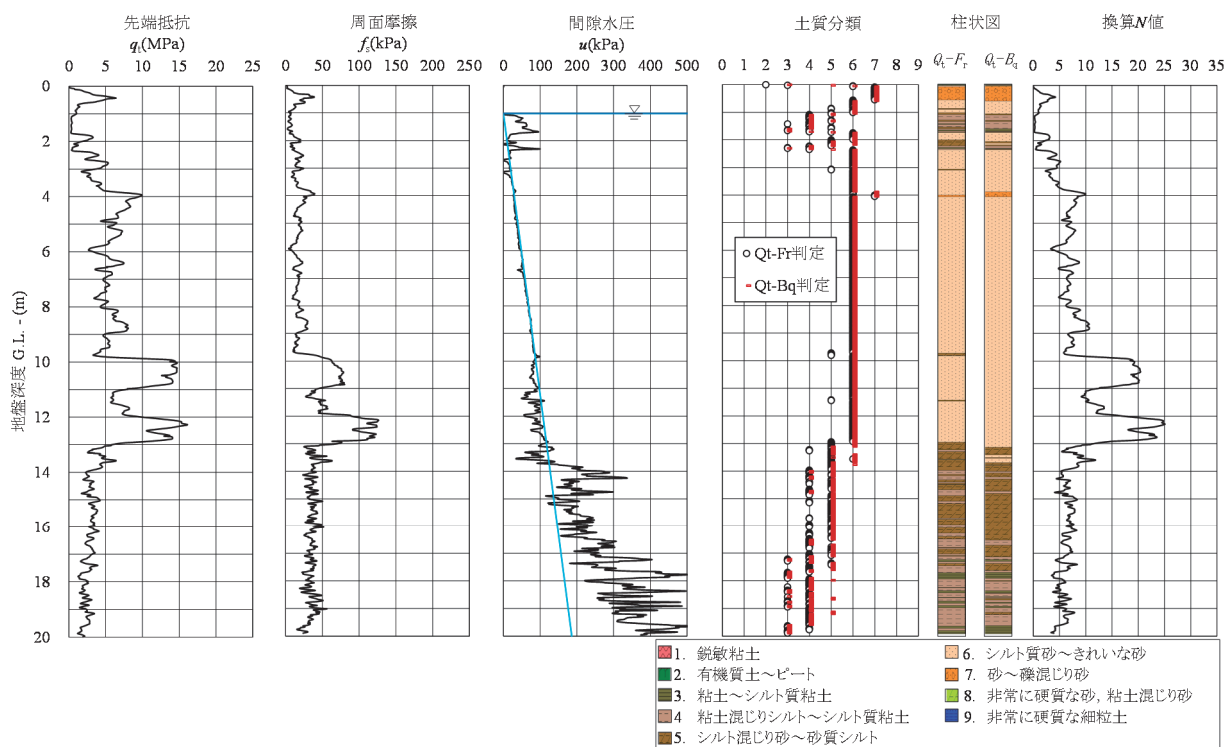 先端抵抗
qt(MPa)
0 5 10 15 20 25
周面摩擦
fs(kPa)
0 50 100 150 200 250
間隙水圧
u(kPa)
0 100 200 300 400 500
土質分類
0 1 2 3 4 5 6 7 8 9
柱状図
Qt-Fr Qt-Bq
換算N値
0 5 10 15 20 25 30 35
地盤深度 G.L. - (m)
0
2
4
6
8
10
12
14
16
18
20
Qt-Fr判定
Qt-Bq判定
1. 鋭敏粘土
2. 有機質土～ピート
3. 粘土～シルト質粘土
4 粘土混じりシルト～シルト質粘土
5. シルト混じり砂～砂質シルト
6. シルト質砂～きれいな砂
7. 砂～礫混じり砂
8. 非常に硬質な砂, 粘土混じり砂
9. 非常に硬質な細粒土